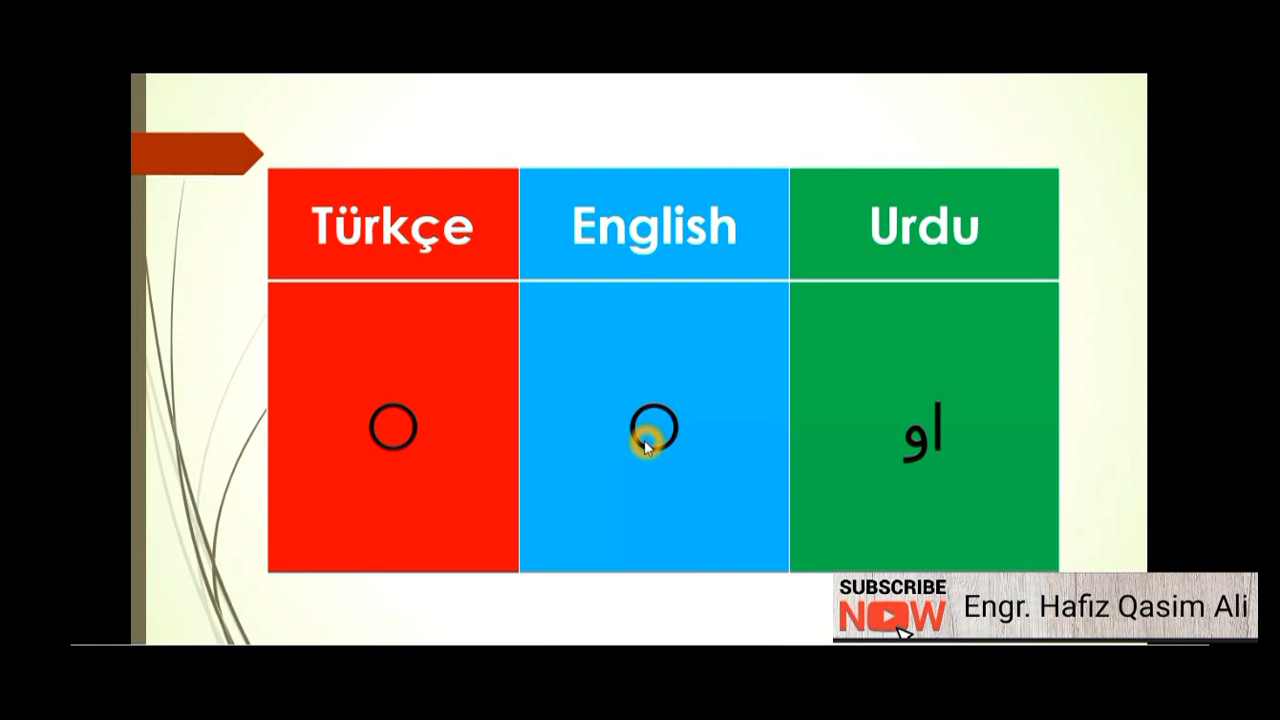 Türkçe English Urdu
O O او
SUBSCRIBE
NOW
Engr. Hafız Qasim Ali